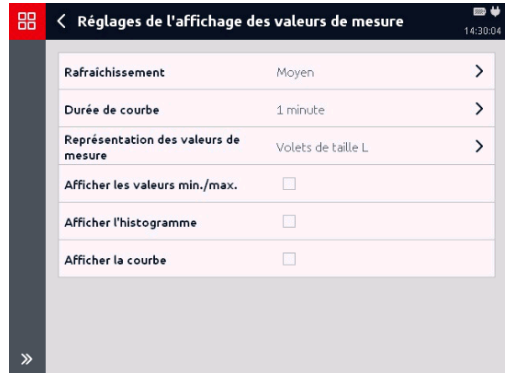 Réglages de l'affichage des valeurs de mesure
14:30:04
Rafraîchissement Moyen
Durée de courbe 1 minute
Représentation des valeurs de
mesure Volets de taille L
Afficher les valeurs min./max.
Afficher l'histogramme
Afficher la courbe